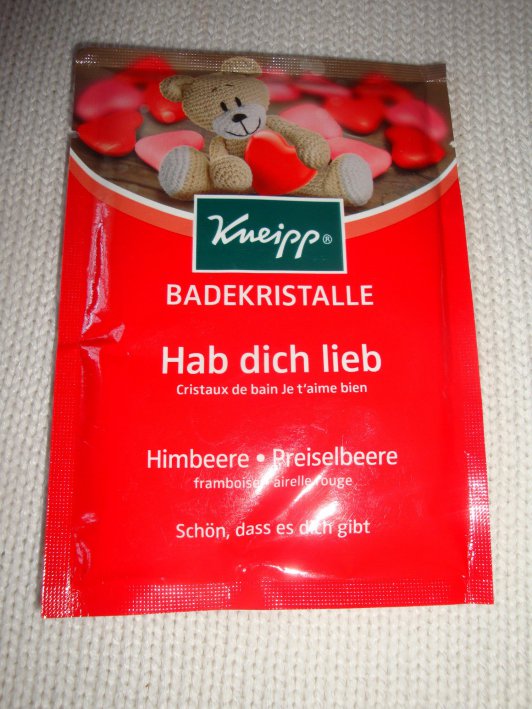 Kneipp®
BADEKRISTALLE
Hab dich lieb
Cristaux de bain Je t'aime bien
Himbeere • Preiselbeere
framboise • airelle rouge
Schön, dass es dich gibt